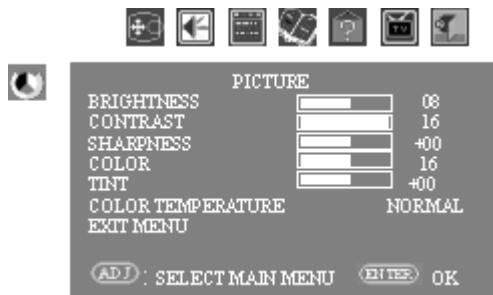 TV
PICTURE
BRIGHTNESS 08
CONTRAST 16
SHARPNESS +00
COLOR 16
TINT +00
COLOR TEMPERATURE NORMAL
EXIT MENU
ADJ : SELECT MAIN MENU ENTER OK